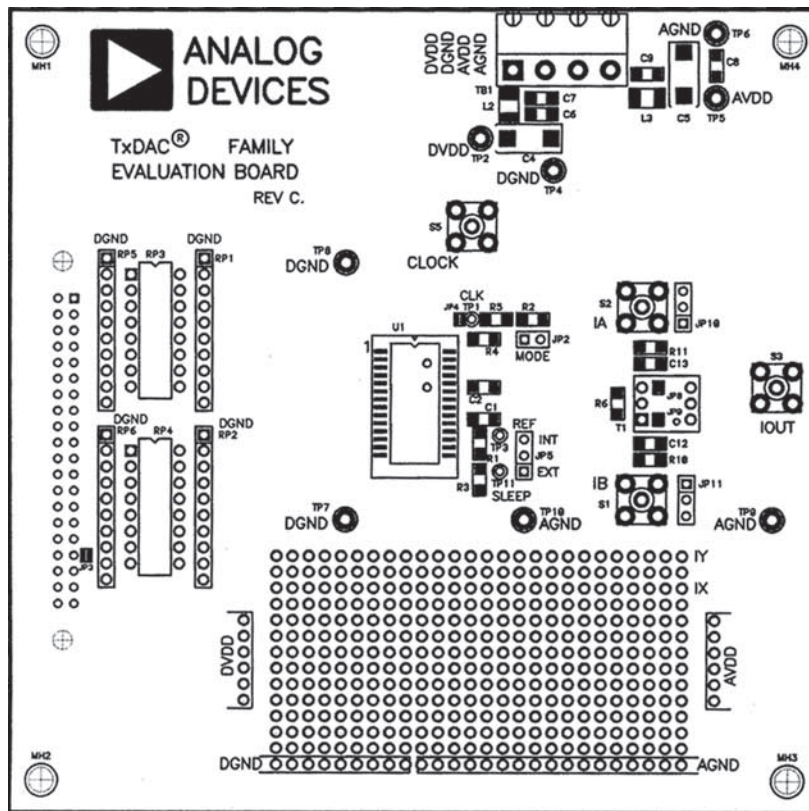 MH1
ANALOG
DEVICES
TxDAC® FAMILY
EVALUATION BOARD
REV C.
DVDD
DGND
AVDD
AGND
TB1
L2
C7
C6
DVDD
TP2
C4
DGND
TP4
AGND
TP6
C9
C8
L3
C5
TP5
AVDD
MH4
S5
CLOCK
TP8
DGND
DGND
RP5
RP3
DGND
RP1
CLK
JP4
TP1
R5
R2
U1
1
R4
JP2
MODE
C2
C1
REF
TP3
INT
R1
JP5
R3
TP11
EXT
SLEEP
S2
IA
JP10
R11
C13
R6
JP8
JP9
T1
S3
IOUT
C12
R10
IB
S1
JP11
DGND
RP6
RP4
DGND
RP2
JP3
TP7
DGND
TP10
AGND
TP9
AGND
IY
IX
DVDD
AVDD
DGND
AGND
MH2
MH3